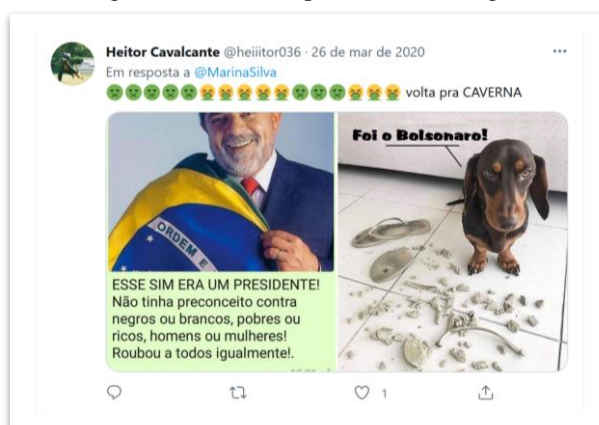 Heitor Cavalcante @heiiitor036 · 26 de mar de 2020
Em resposta a @MarinaSilva
🤢🤢🤢🤢🤢🤮🤮🤮🤮🤢🤢🤢🤮🤮🤮 volta pra CAVERNA
ORDEM E
ESSE SIM ERA UM PRESIDENTE!
Não tinha preconceito contra
negros ou brancos, pobres ou
ricos, homens ou mulheres!
Roubou a todos igualmente!.
Foi o Bolsonaro!
1